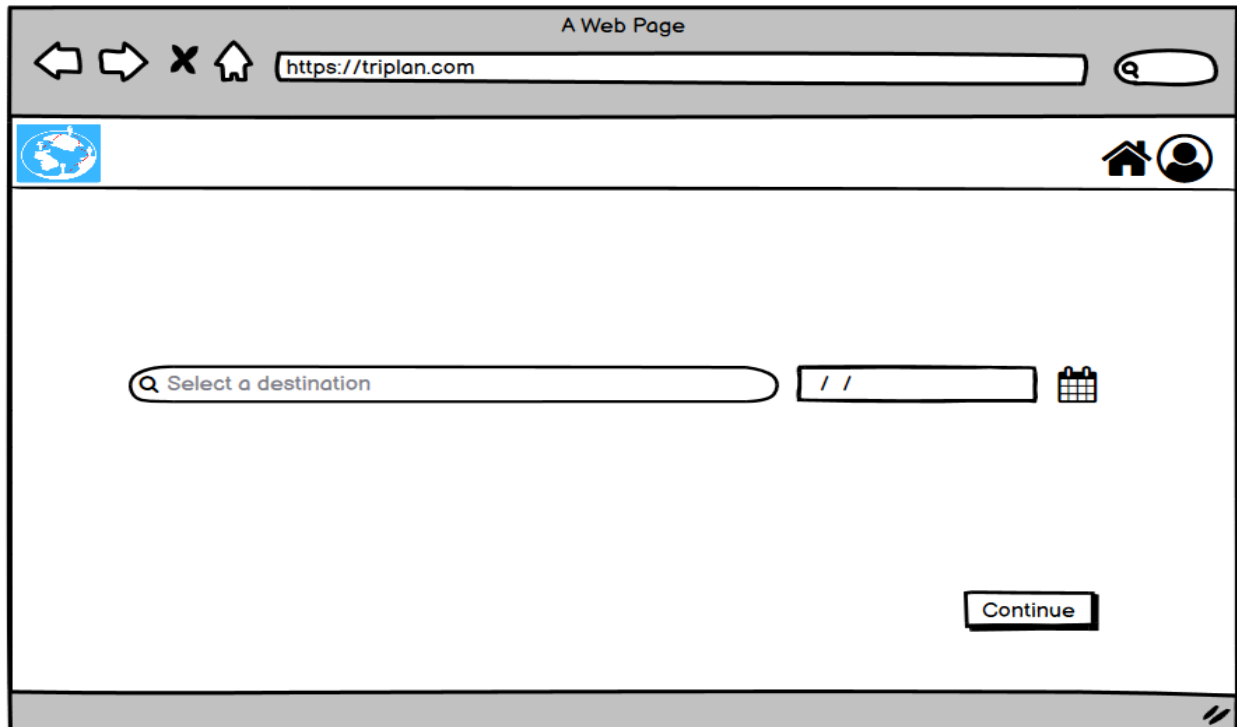 A Web Page
https://triplan.com
Select a destination
/ /
Continue